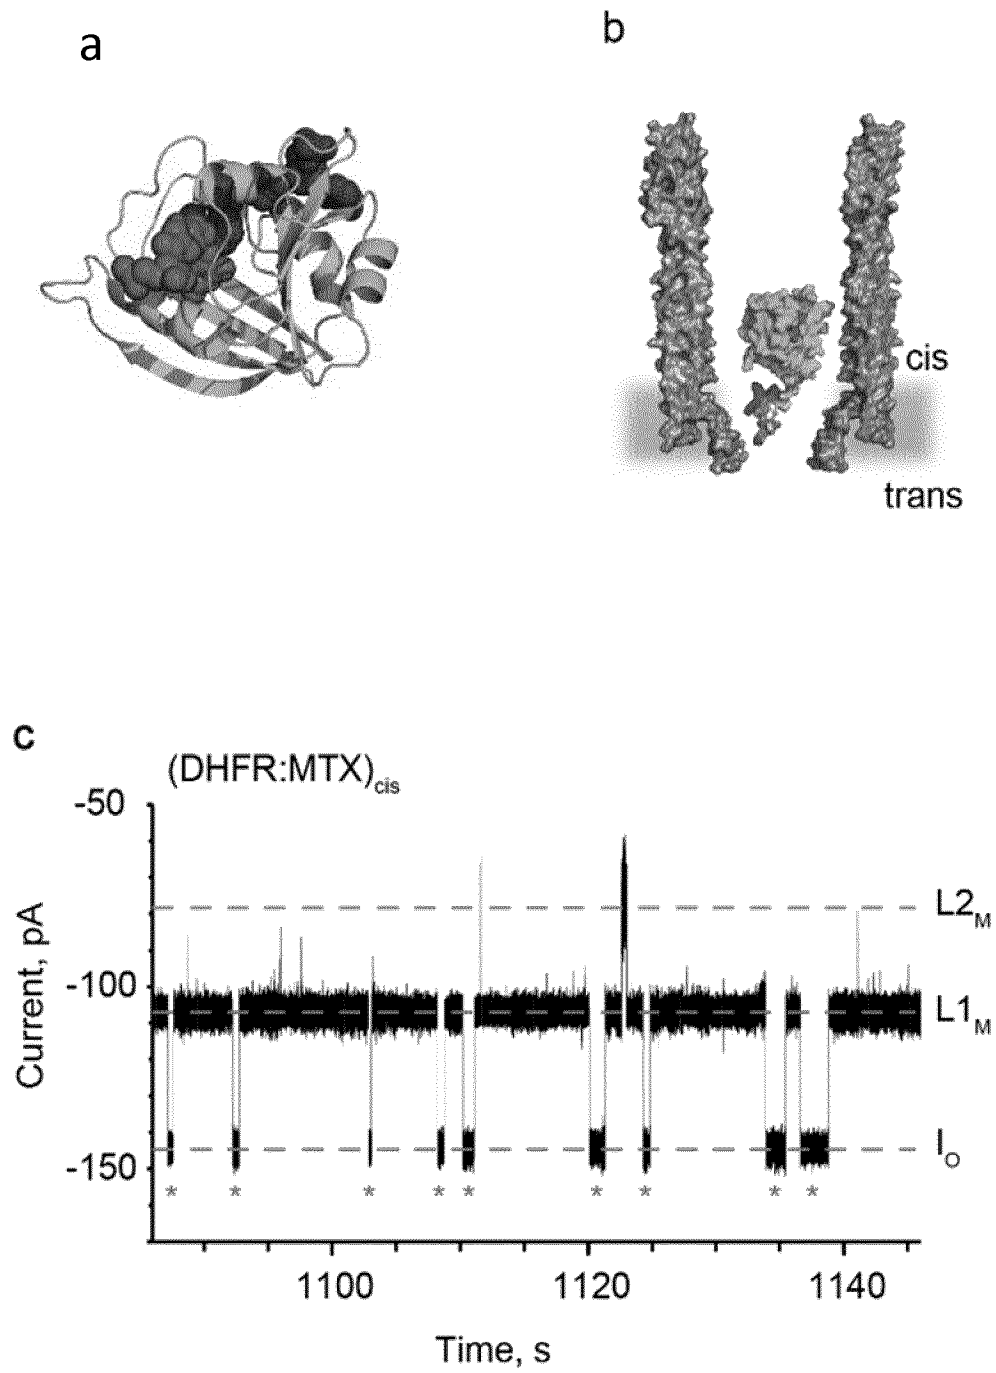 a
b
cis
trans
c
(DHFR:MTX)cis
-50
-100
-150
Current, pA
L2M
L1M
IO
* * * * * * * * *
1100 1120 1140
Time, s